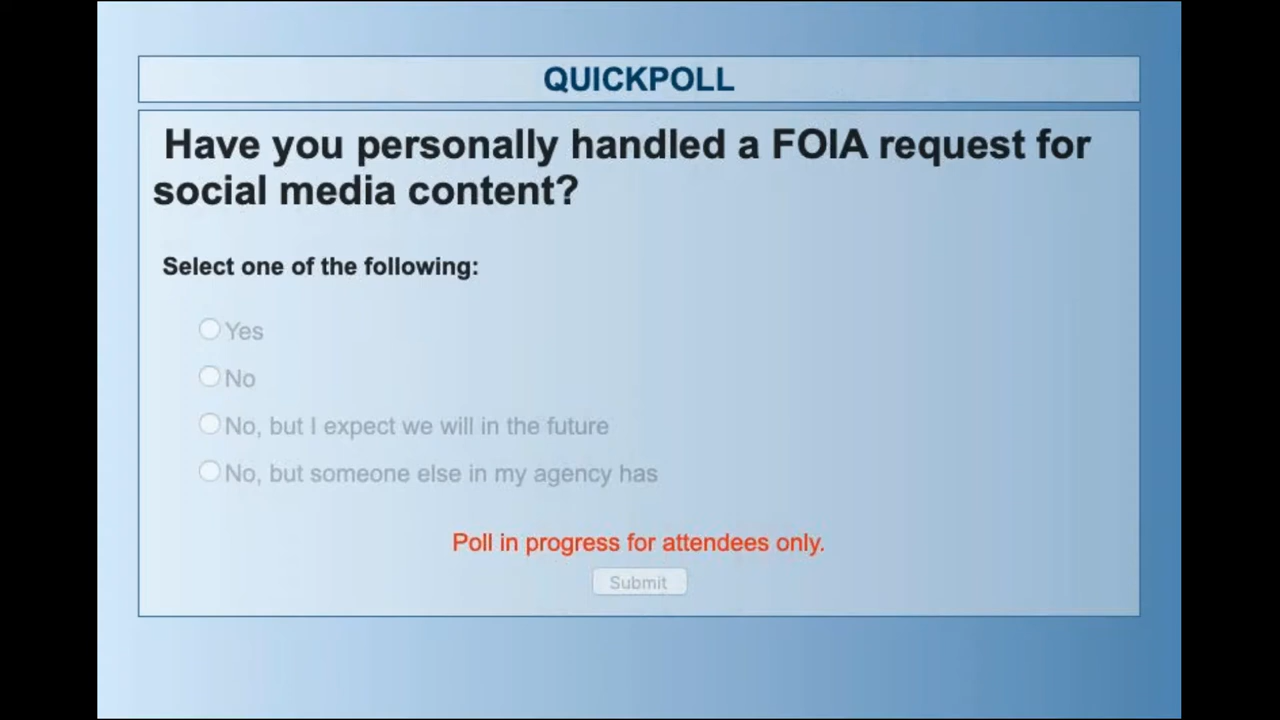 QUICKPOLL
Have you personally handled a FOIA request for
social media content?
Select one of the following:
Yes
No
No, but I expect we will in the future
No, but someone else in my agency has
Poll in progress for attendees only.
Submit